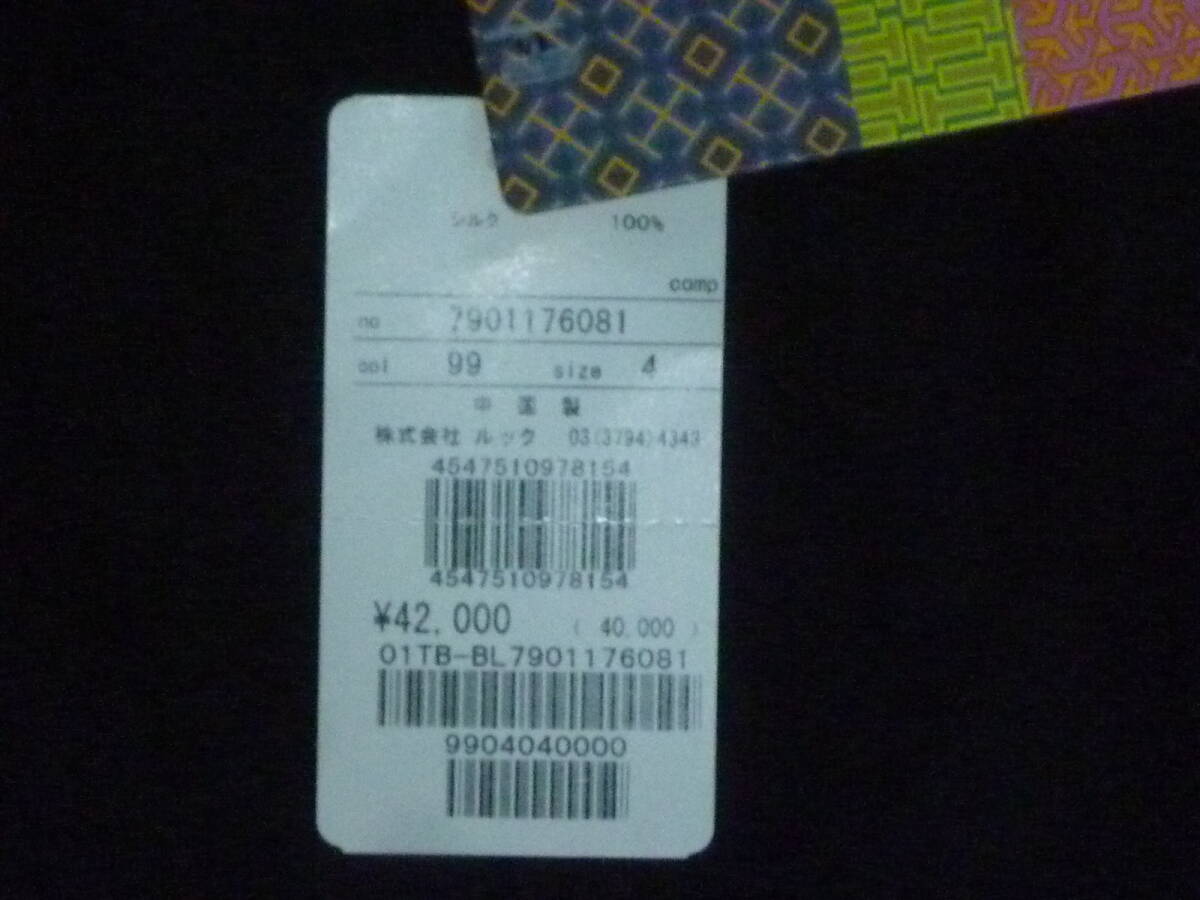 シルク 100%
comp
no 7901176081
col 99 size 4
中国製
株式会社 ルック 03(3794)4343
4547510978154
4547510978154
¥42,000 ( 40,000 )
01TB-BL7901176081
9904040000